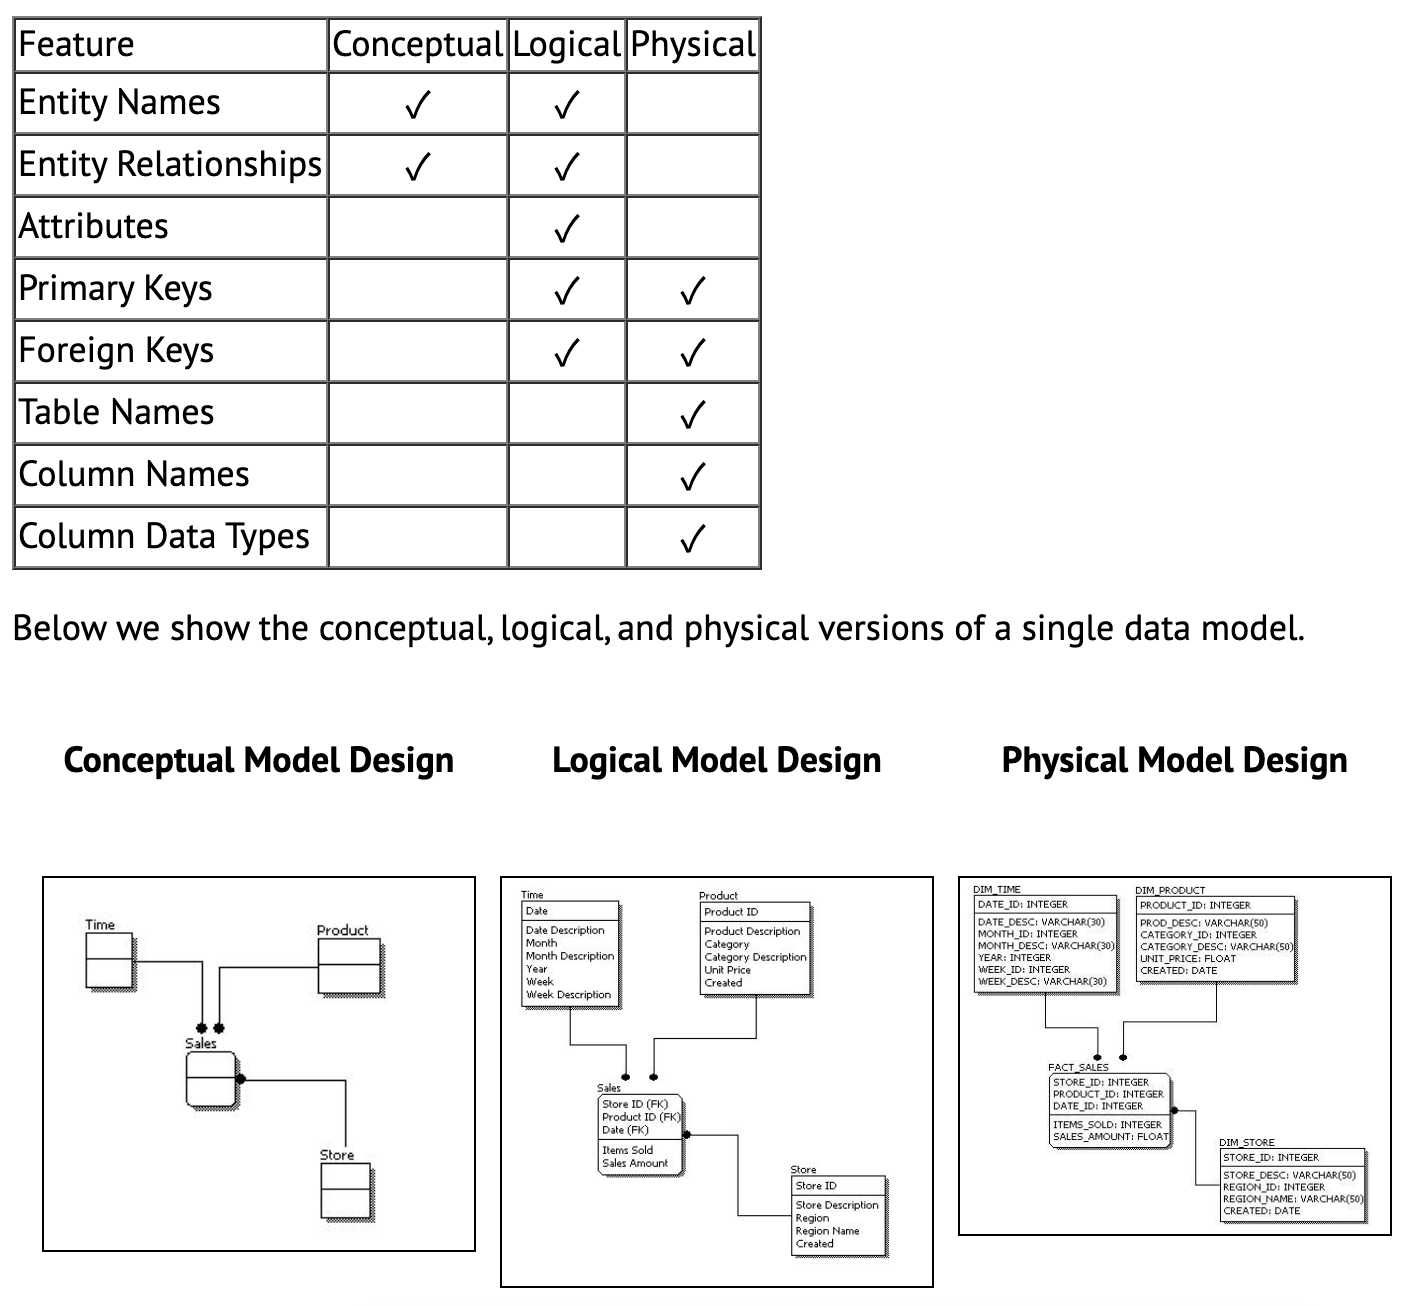 Feature Conceptual Logical Physical
Entity Names ✓ ✓
Entity Relationships ✓ ✓
Attributes ✓
Primary Keys ✓ ✓
Foreign Keys ✓ ✓
Table Names ✓
Column Names ✓
Column Data Types ✓
Below we show the conceptual, logical, and physical versions of a single data model.
Conceptual Model Design
Logical Model Design
Physical Model Design
Time
Product
Sales
Store
Time
Date
Date Description
Month
Month Description
Year
Week
Week Description
Product
Product ID
Product Description
Category
Category Description
Unit Price
Created
Sales
Store ID (FK)
Product ID (FK)
Date (FK)
Items Sold
Sales Amount
Store
Store ID
Store Description
Region
Region Name
Created
DIM_TIME
DATE_ID: INTEGER
DATE_DESC: VARCHAR(30)
MONTH_ID: INTEGER
MONTH_DESC: VARCHAR(30)
YEAR: INTEGER
WEEK_ID: INTEGER
WEEK_DESC: VARCHAR(30)
DIM_PRODUCT
PRODUCT_ID: INTEGER
PROD_DESC: VARCHAR(50)
CATEGORY_ID: INTEGER
CATEGORY_DESC: VARCHAR(50)
UNIT_PRICE: FLOAT
CREATED: DATE
FACT_SALES
STORE_ID: INTEGER
PRODUCT_ID: INTEGER
DATE_ID: INTEGER
ITEMS_SOLD: INTEGER
SALES_AMOUNT: FLOAT
DIM_STORE
STORE_ID: INTEGER
STORE_DESC: VARCHAR(50)
REGION_ID: INTEGER
REGION_NAME: VARCHAR(50)
CREATED: DATE